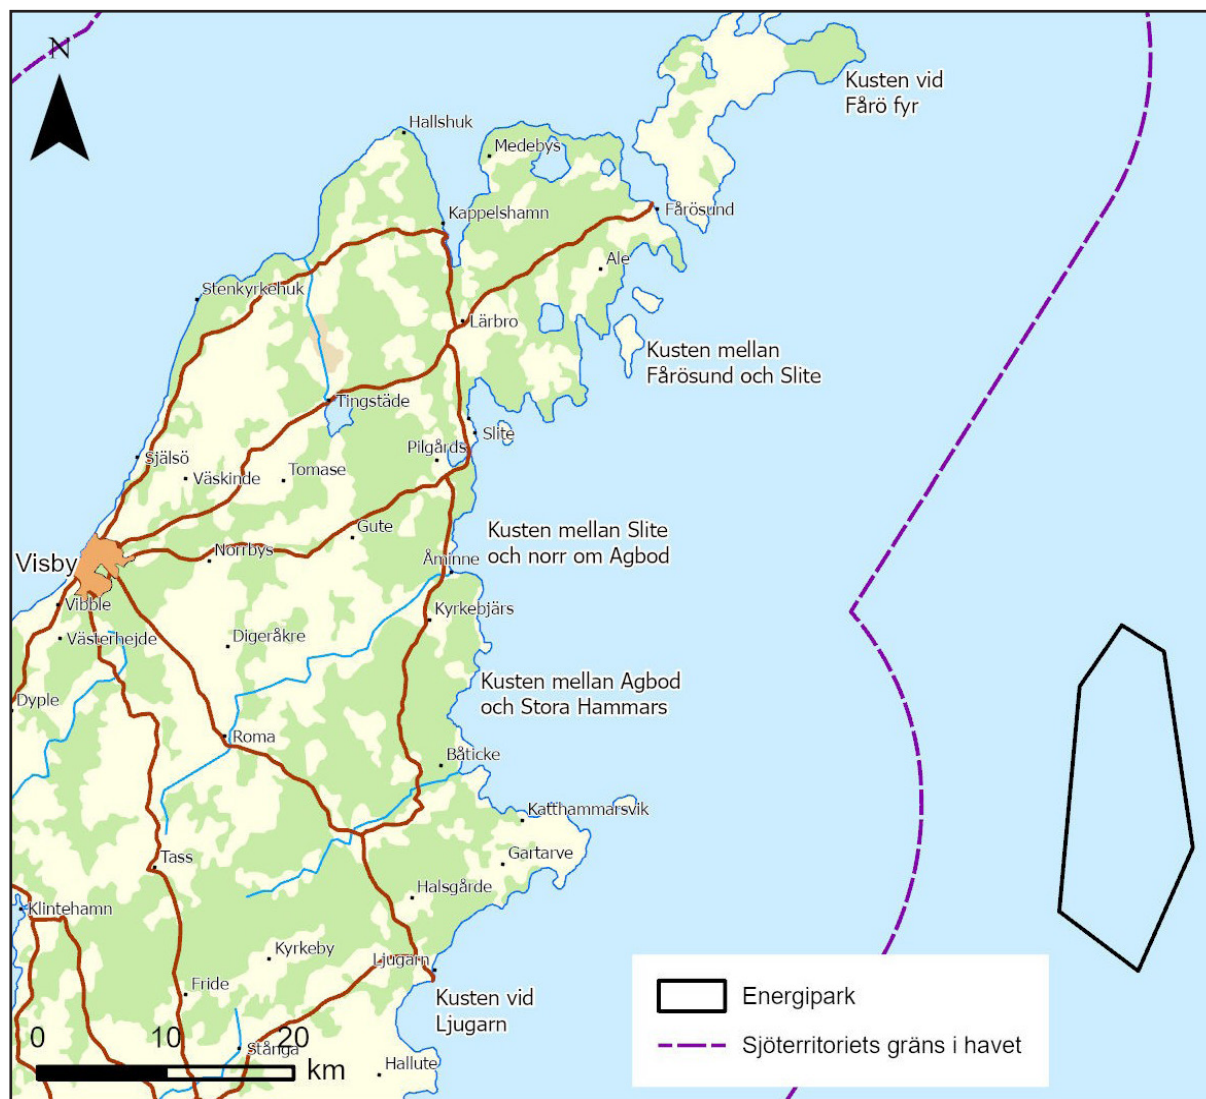 N
Kusten vid
Fårö fyr
Hallshuk
Medebys
Kappelshamn
Fårösund
Ale
Stenkyrkehuk
Lärbro
Kusten mellan
Fårösund och Slite
Tingstäde
Slite
Pilgårds
Själsö
Väskinde
Tomase
Gute
Kusten mellan Slite
och norr om Agbod
Visby
Norrbys
Åminne
Vibble
Kyrkebjärs
Västerhejde
Digeråkre
Kusten mellan Agbod
och Stora Hammars
Dyple
Roma
Båticke
Katthammarsvik
Tass
Gartarve
Halsgårde
Klintehamn
Kyrkeby
Ljugarn
Fride
Kusten vid
Ljugarn
Energipark
0 10 20
km
Stånga
Sjöterritoriets gräns i havet
Hallute